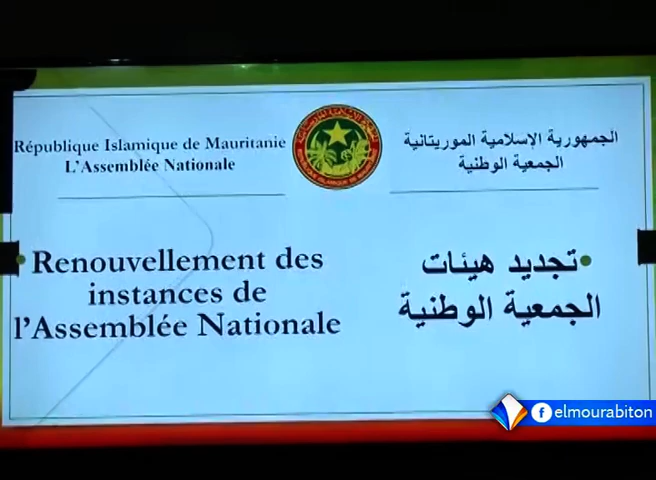 République Islamique de Mauritanie
L'Assemblée Nationale
الجمهورية الإسلامية الموريتانية
الجمعية الوطنية
• Renouvellement des
instances de
l'Assemblée Nationale
• تجديد هيئات
الجمعية الوطنية
elmourabiton